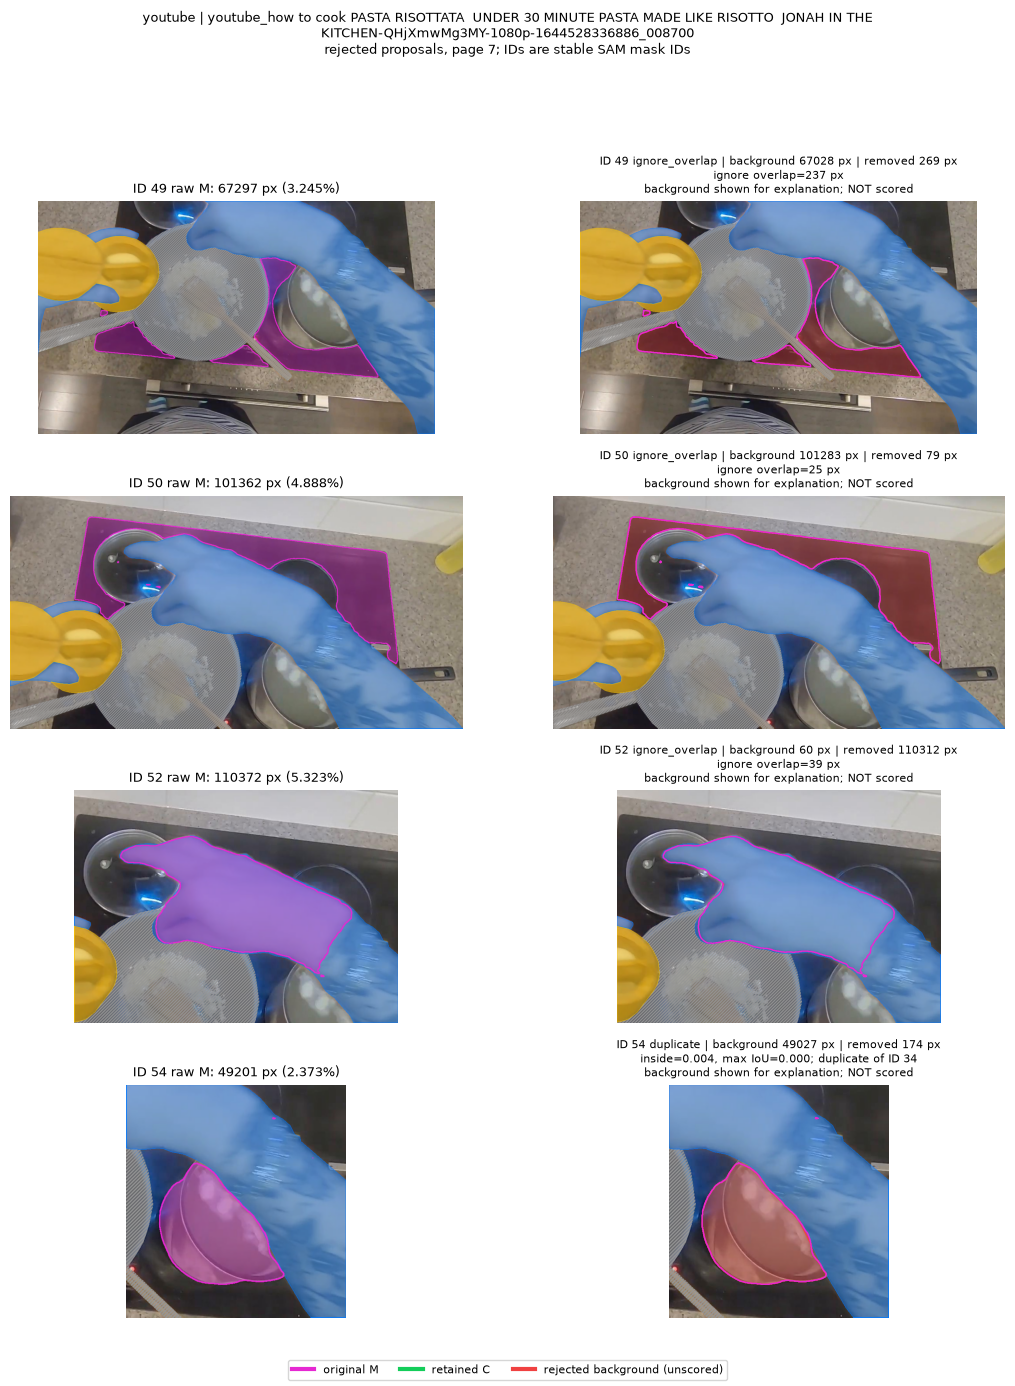 youtube | youtube_how to cook PASTA RISOTTATA  UNDER 30 MINUTE PASTA MADE LIKE RISOTTO  JONAH IN THE
KITCHEN-QHjXmwMg3MY-1080p-1644528336886_008700
rejected proposals, page 7; IDs are stable SAM mask IDs
ID 49 raw M: 67297 px (3.245%)
ID 49 ignore_overlap | background 67028 px | removed 269 px
ignore overlap=237 px
background shown for explanation; NOT scored
ID 50 raw M: 101362 px (4.888%)
ID 50 ignore_overlap | background 101283 px | removed 79 px
ignore overlap=25 px
background shown for explanation; NOT scored
ID 52 raw M: 110372 px (5.323%)
ID 52 ignore_overlap | background 60 px | removed 110312 px
ignore overlap=39 px
background shown for explanation; NOT scored
ID 54 raw M: 49201 px (2.373%)
ID 54 duplicate | background 49027 px | removed 174 px
inside=0.004, max IoU=0.000; duplicate of ID 34
background shown for explanation; NOT scored
original M
retained C
rejected background (unscored)